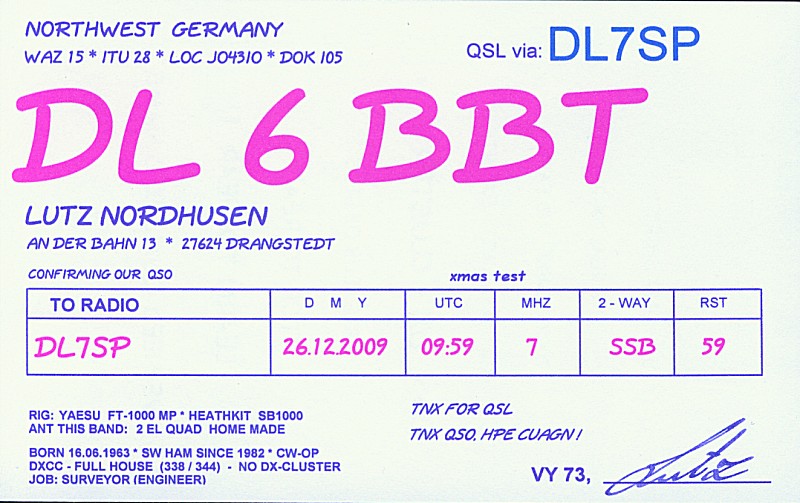 NORTHWEST GERMANY
WAZ 15 * ITU 28 * LOC JO43IO * DOK I05
QSL via: DL7SP
DL 6 BBT
LUTZ NORDHUSEN
AN DER BAHN 13 * 27624 DRANGSTEDT
CONFIRMING OUR QSO xmas test
TO RADIO D M Y UTC MHZ 2 - WAY RST
DL7SP 26.12.2009 09:59 7 SSB 59
RIG: YAESU FT-1000 MP * HEATHKIT SB1000
ANT THIS BAND: 2 EL QUAD HOME MADE
BORN 16.06.1963 * SW HAM SINCE 1982 * CW-OP
DXCC - FULL HOUSE (338 / 344) - NO DX-CLUSTER
JOB: SURVEYOR (ENGINEER)
TNX FOR QSL
TNX QSO, HPE CUAGN !
VY 73, Lutz